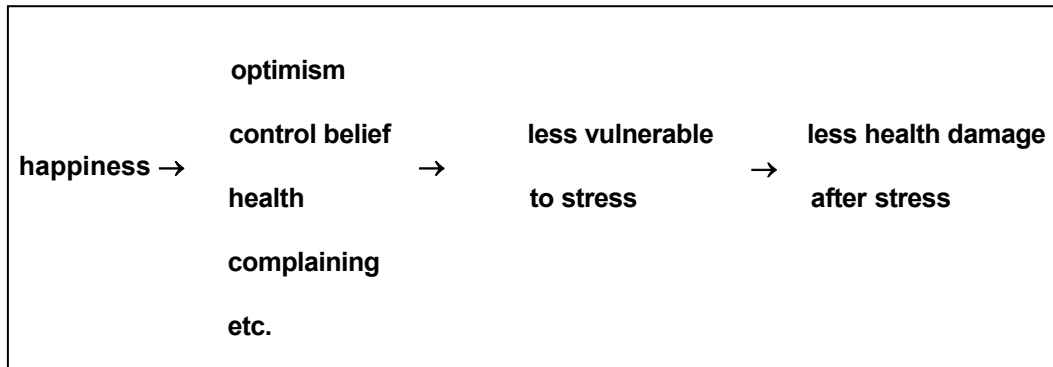 optimism
control belief less vulnerable less health damage
happiness → → →
health to stress after stress
complaining
etc.